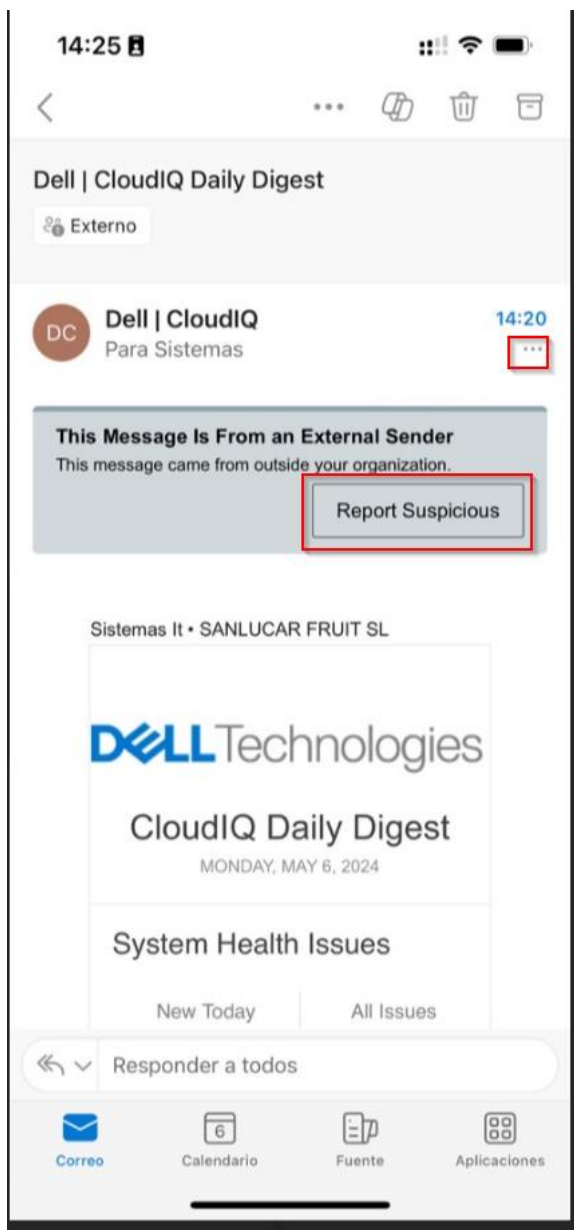 14:25
Dell | CloudIQ Daily Digest
Externo
DC
Dell | CloudIQ
14:20
Para Sistemas
This Message Is From an External Sender
This message came from outside your organization.
Report Suspicious
Sistemas It • SANLUCAR FRUIT SL
DELL Technologies
CloudIQ Daily Digest
MONDAY, MAY 6, 2024
System Health Issues
New Today
All Issues
Responder a todos
6
Correo
Calendario
Fuente
Aplicaciones